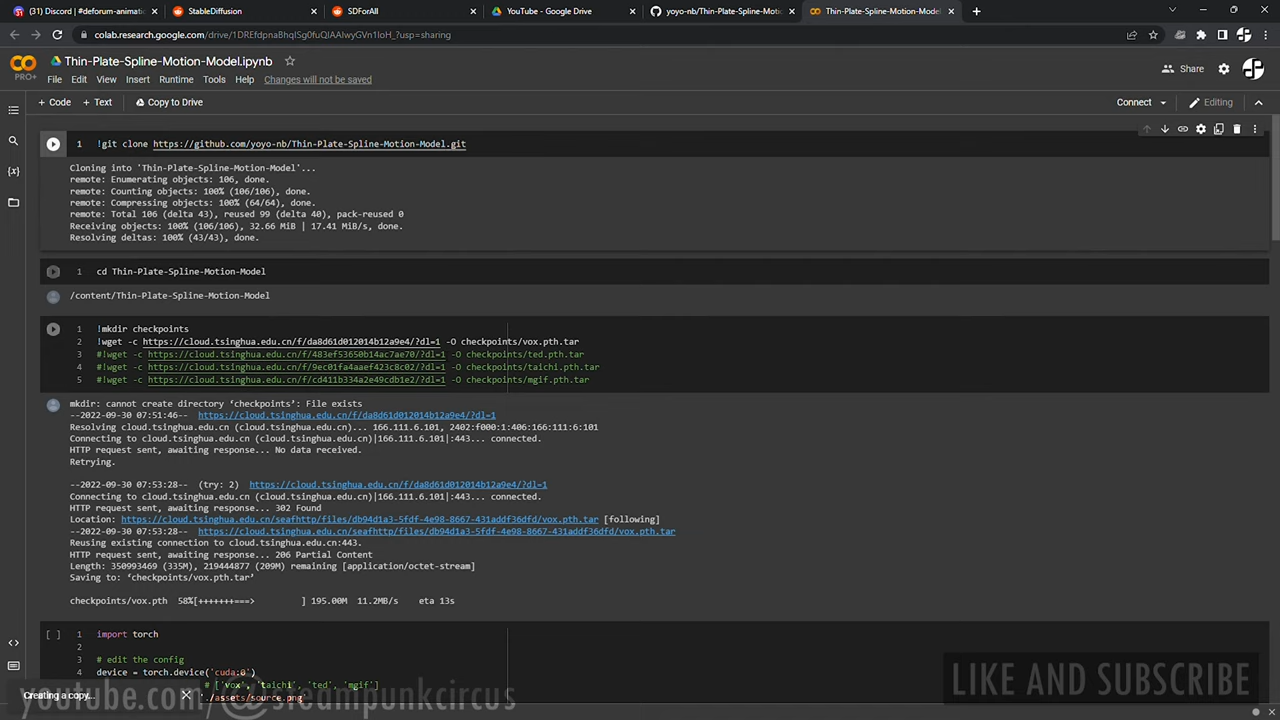 (31) Discord | #deforum-animati
StableDiffusion
SDForAll
YouTube - Google Drive
yoyo-nb/Thin-Plate-Spline-Motion
Thin-Plate-Spline-Motion-Model.i
colab.research.google.com/drive/1DREfdpnaBhqISg0fuQlAAIwyGVn1loH_?usp=sharing
Thin-Plate-Spline-Motion-Model.ipynb
PRO+
File Edit View Insert Runtime Tools Help Changes will not be saved
Share
+ Code + Text Copy to Drive
Connect
Editing
1 !git clone https://github.com/yoyo-nb/Thin-Plate-Spline-Motion-Model.git
Cloning into 'Thin-Plate-Spline-Motion-Model'...
remote: Enumerating objects: 106, done.
remote: Counting objects: 100% (106/106), done.
remote: Compressing objects: 100% (64/64), done.
remote: Total 106 (delta 43), reused 99 (delta 40), pack-reused 0
Receiving objects: 100% (106/106), 32.66 MiB | 17.41 MiB/s, done.
Resolving deltas: 100% (43/43), done.
1 cd Thin-Plate-Spline-Motion-Model
/content/Thin-Plate-Spline-Motion-Model
1 !mkdir checkpoints
2 !wget -c https://cloud.tsinghua.edu.cn/f/da8d61d012014b12a9e4/?dl=1 -O checkpoints/vox.pth.tar
3 #!wget -c https://cloud.tsinghua.edu.cn/f/483ef53650b14ac7ae70/?dl=1 -O checkpoints/ted.pth.tar
4 #!wget -c https://cloud.tsinghua.edu.cn/f/9ec01fa4aaef423c8c02/?dl=1 -O checkpoints/taichi.pth.tar
5 #!wget -c https://cloud.tsinghua.edu.cn/f/cd411b334a2e49cdb1e2/?dl=1 -O checkpoints/mgif.pth.tar
mkdir: cannot create directory ‘checkpoints’: File exists
--2022-09-30 07:51:46-- https://cloud.tsinghua.edu.cn/f/da8d61d012014b12a9e4/?dl=1
Resolving cloud.tsinghua.edu.cn (cloud.tsinghua.edu.cn)... 166.111.6.101, 2402:f000:1:406:166:111:6:101
Connecting to cloud.tsinghua.edu.cn (cloud.tsinghua.edu.cn)|166.111.6.101|:443... connected.
HTTP request sent, awaiting response... No data received.
Retrying.
--2022-09-30 07:53:28-- (try: 2) https://cloud.tsinghua.edu.cn/f/da8d61d012014b12a9e4/?dl=1
Connecting to cloud.tsinghua.edu.cn (cloud.tsinghua.edu.cn)|166.111.6.101|:443... connected.
HTTP request sent, awaiting response... 302 Found
Location: https://cloud.tsinghua.edu.cn/seafhttp/files/db94d1a3-5fdf-4e98-8667-431addf36dfd/vox.pth.tar [following]
--2022-09-30 07:53:28-- https://cloud.tsinghua.edu.cn/seafhttp/files/db94d1a3-5fdf-4e98-8667-431addf36dfd/vox.pth.tar
Reusing existing connection to cloud.tsinghua.edu.cn:443.
HTTP request sent, awaiting response... 206 Partial Content
Length: 350993469 (335M), 219444877 (209M) remaining [application/octet-stream]
Saving to: ‘checkpoints/vox.pth.tar’
checkpoints/vox.pth 58%[+++++++===> ] 195.00M 11.2MB/s eta 13s
[ ] 1 import torch
2
3 # edit the config
4 device = torch.device('cuda:0')
# ['vox', 'taichi', 'ted', 'mgif']
'./assets/source.png'
Creating a copy...
youtube.com/@steampunkcircus
LIKE AND SUBSCRIBE